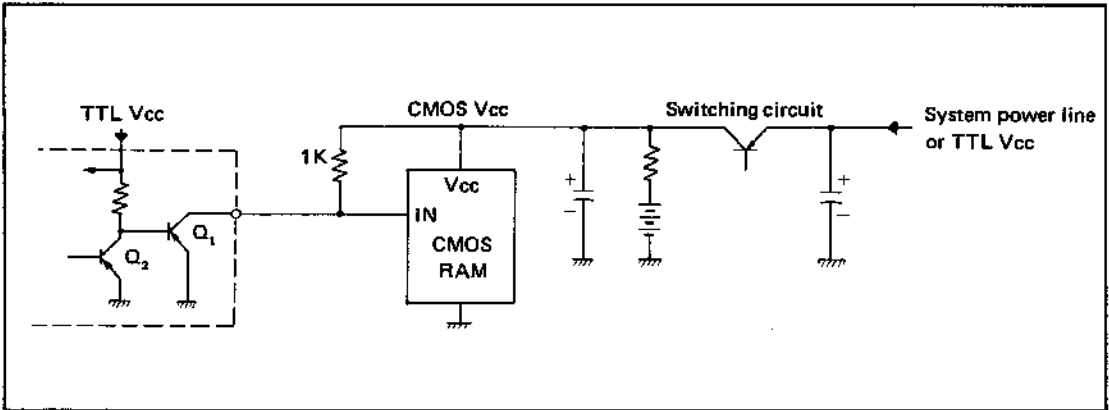 TTL Vcc
CMOS Vcc
Switching circuit
System power line
or TTL Vcc
1K
Vcc
IN
CMOS
RAM
Q1
Q2
+
−
+
−